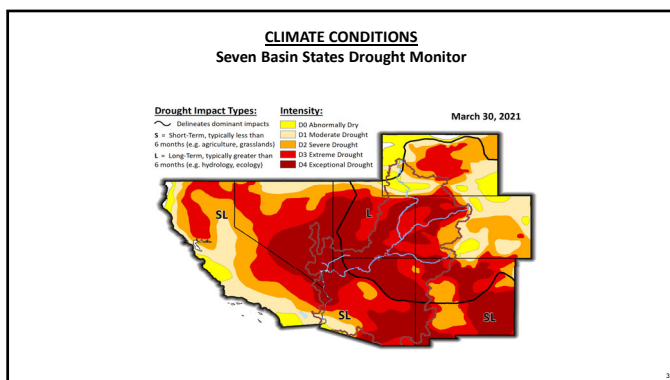 CLIMATE CONDITIONS
Seven Basin States Drought Monitor
Drought Impact Types:
Delineates dominant impacts
S = Short-Term, typically less than
6 months (e.g. agriculture, grasslands)
L = Long-Term, typically greater than
6 months (e.g. hydrology, ecology)
Intensity:
D0 Abnormally Dry
D1 Moderate Drought
D2 Severe Drought
D3 Extreme Drought
D4 Exceptional Drought
March 30, 2021
SL
L
SL
SL
3